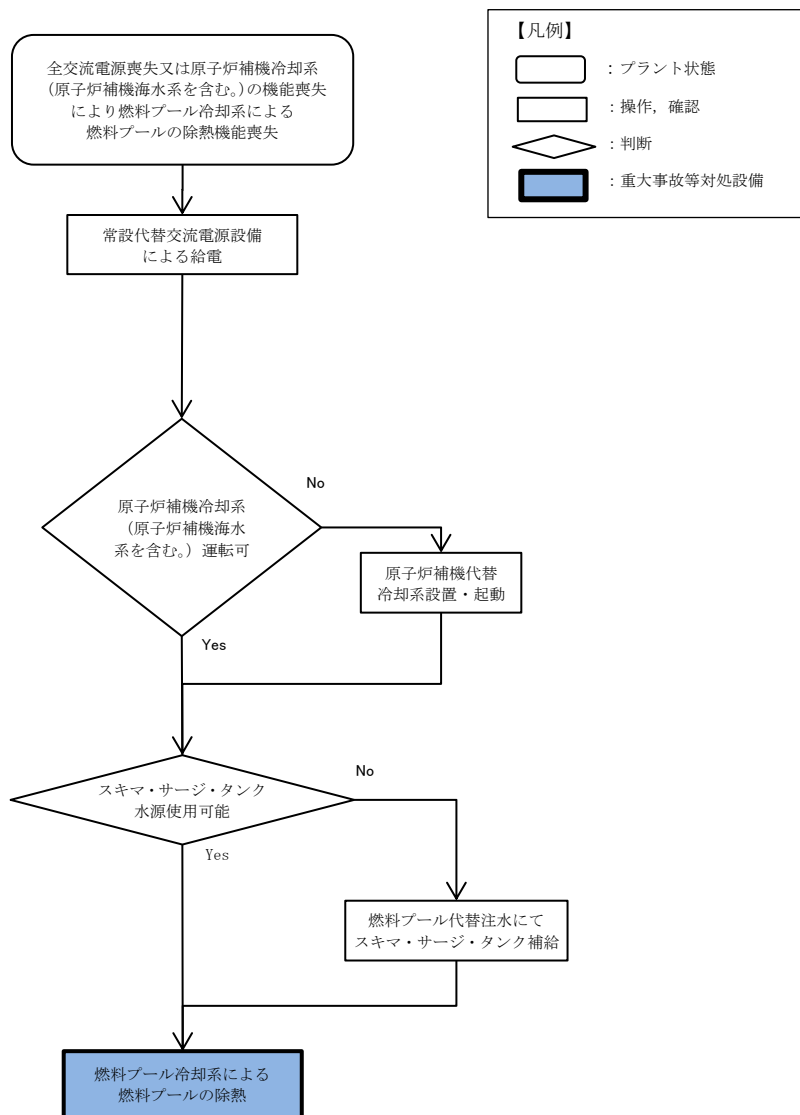 全交流電源喪失又は原子炉補機冷却系
(原子炉補機海水系を含む。)の機能喪失
により燃料プール冷却系による
燃料プールの除熱機能喪失
【凡例】
：プラント状態
：操作，確認
：判断
：重大事故等対処設備
常設代替交流電源設備
による給電
原子炉補機冷却系
(原子炉補機海水
系を含む。) 運転可
No
原子炉補機代替
冷却系設置・起動
Yes
スキマ・サージ・タンク
水源使用可能
No
Yes
燃料プール代替注水にて
スキマ・サージ・タンク補給
燃料プール冷却系による
燃料プールの除熱